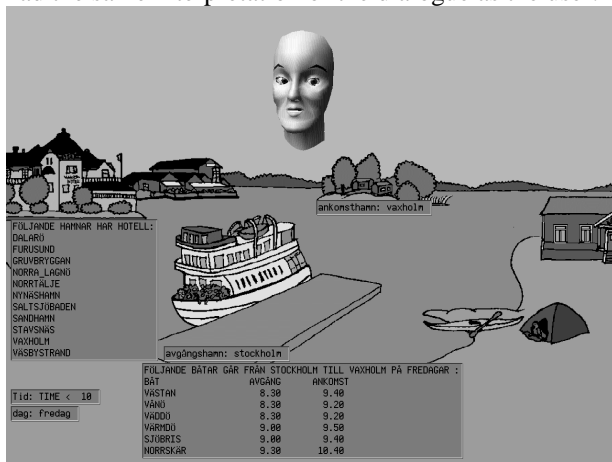 ankomsthamn: vaxholm
FÖLJANDE HAMNAR HAR HOTELL:
DALARÖ
FURUSUND
GRUVBRYGGAN
NORRA_LAGNÖ
NORRTÄLJE
NYNÄSHAMN
SALTSJÖBADEN
SANDHAMN
STAVSNÄS
VAXHOLM
VÄSBYSTRAND
avgångshamn: stockholm
FÖLJANDE BÅTAR GÅR FRÅN STOCKHOLM TILL VAXHOLM PÅ FREDAGAR :
BÅT AVGÅNG ANKOMST
VÄSTAN 8.30 9.40
VÅNÖ 8.30 9.20
VÄDDÖ 8.30 9.20
VÄRMDÖ 9.00 9.50
SJÖBRIS 9.00 9.40
NORRSKÄR 9.30 10.40
Tid: TIME < 10
dag: fredag